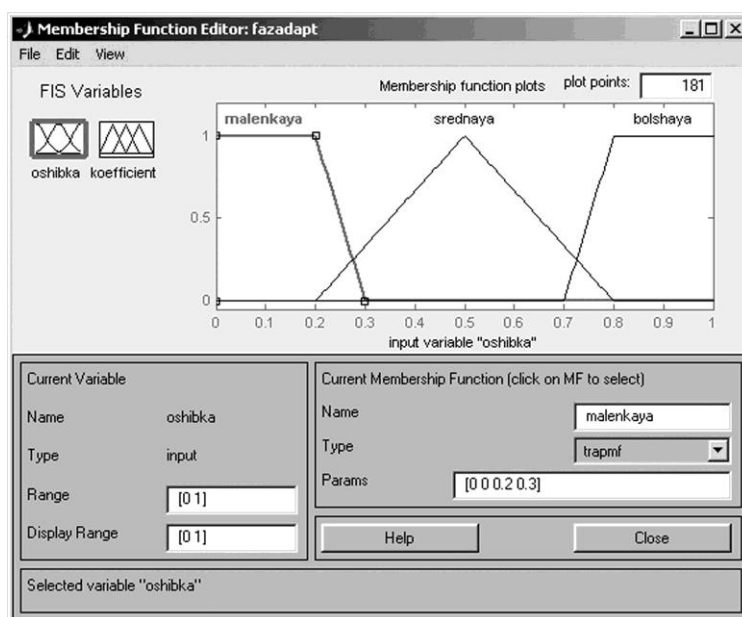 Membership Function Editor: fazadapt
File Edit View
FIS Variables
Membership function plots plot points: 181
oshibka koefficient
malenkaya srednaya bolshaya
1
0.5
0
0 0.1 0.2 0.3 0.4 0.5 0.6 0.7 0.8 0.9 1
input variable "oshibka"
Current Variable
Name oshibka
Type input
Range [0 1]
Display Range [0 1]
Current Membership Function (click on MF to select)
Name malenkaya
Type trapmf
Params [0 0 0.2 0.3]
Help Close
Selected variable "oshibka"